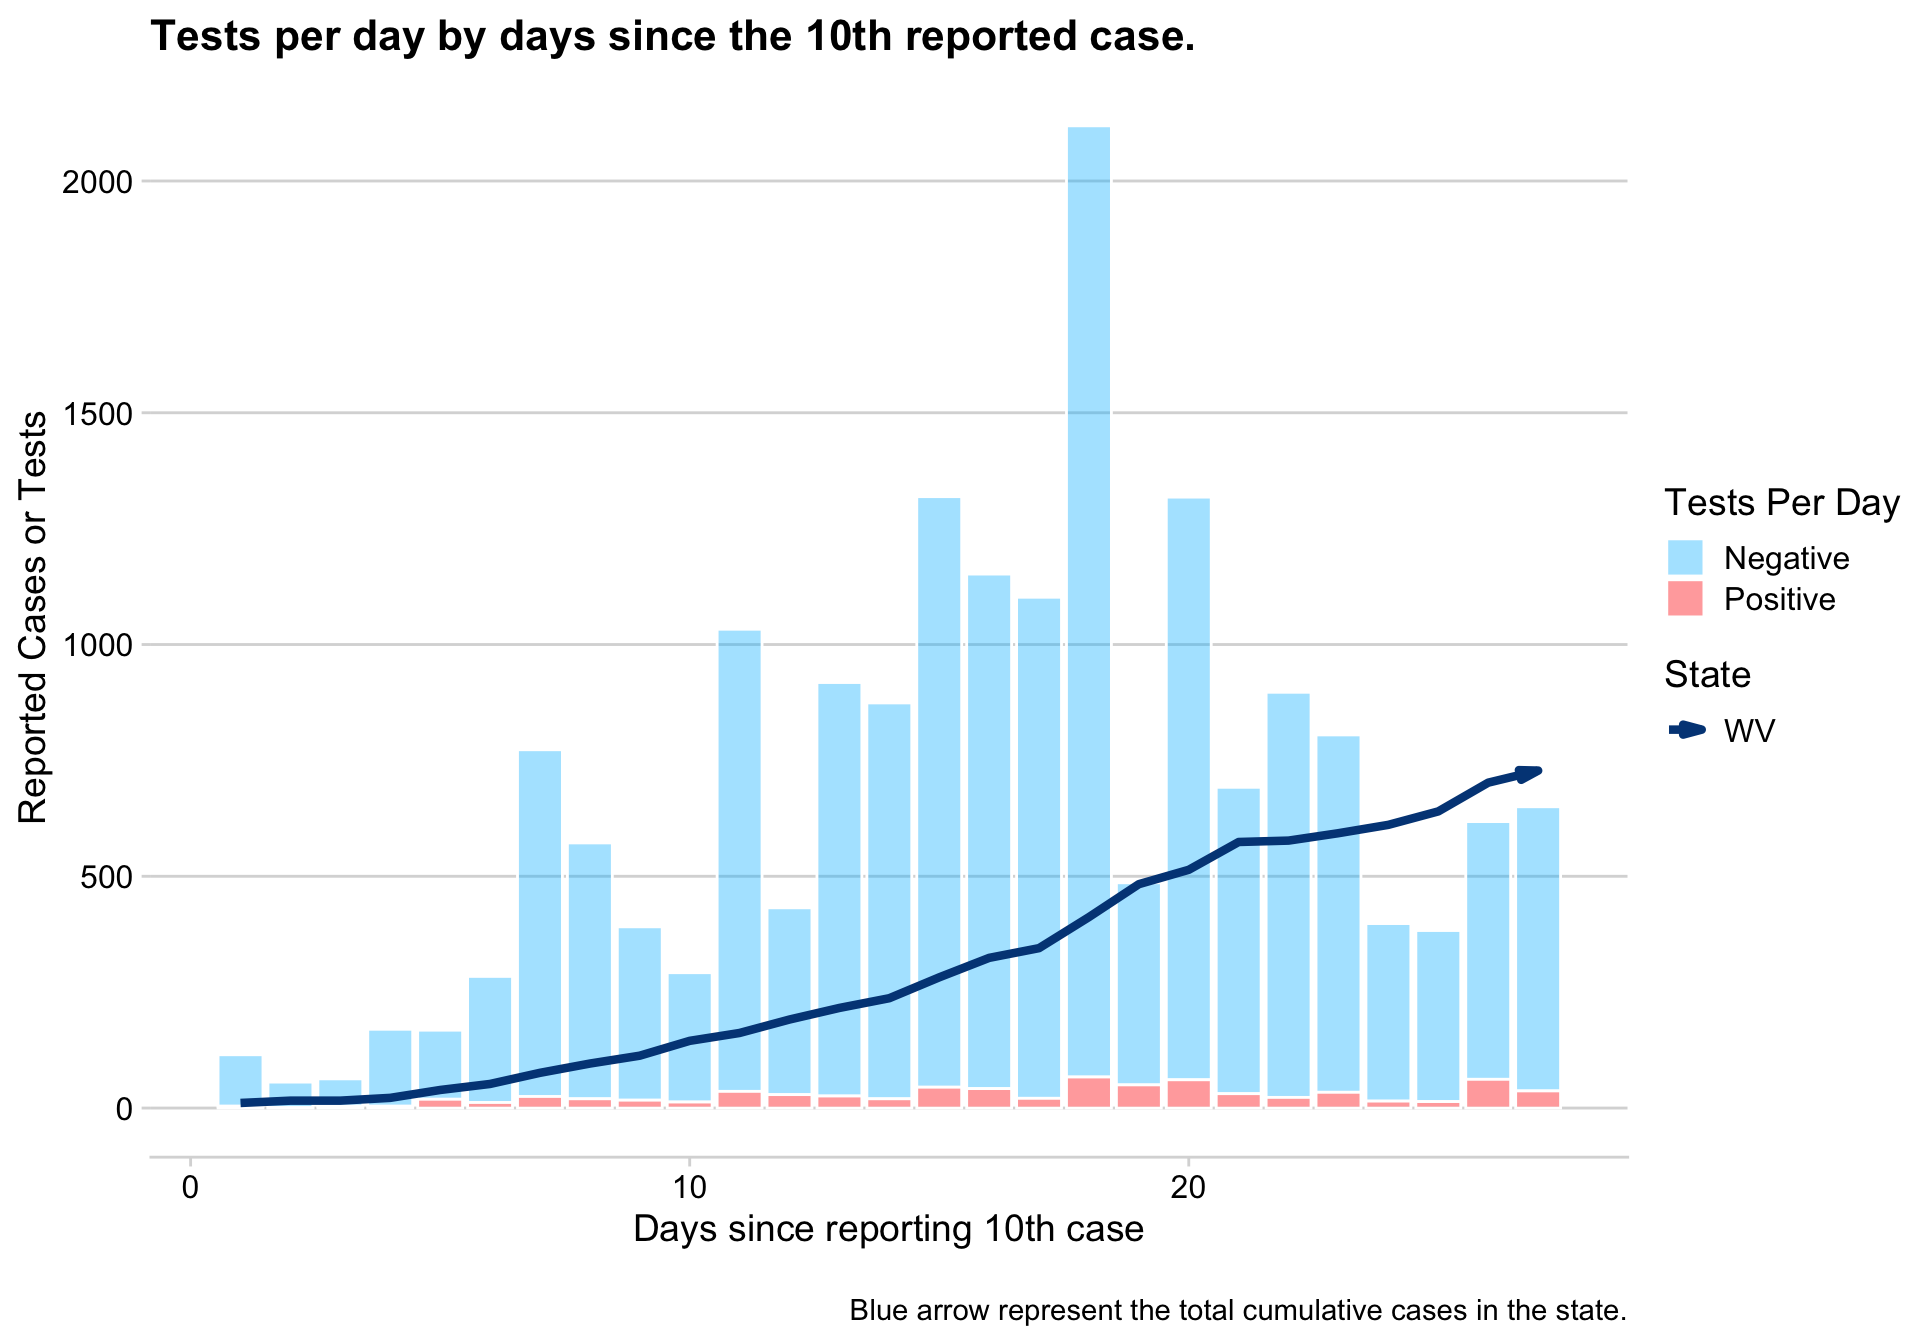 Tests per day by days since the 10th reported case.
Reported Cases or Tests
2000
1500
1000
500
0
0 10 20
Days since reporting 10th case
Tests Per Day
Negative
Positive
State
WV
Blue arrow represent the total cumulative cases in the state.